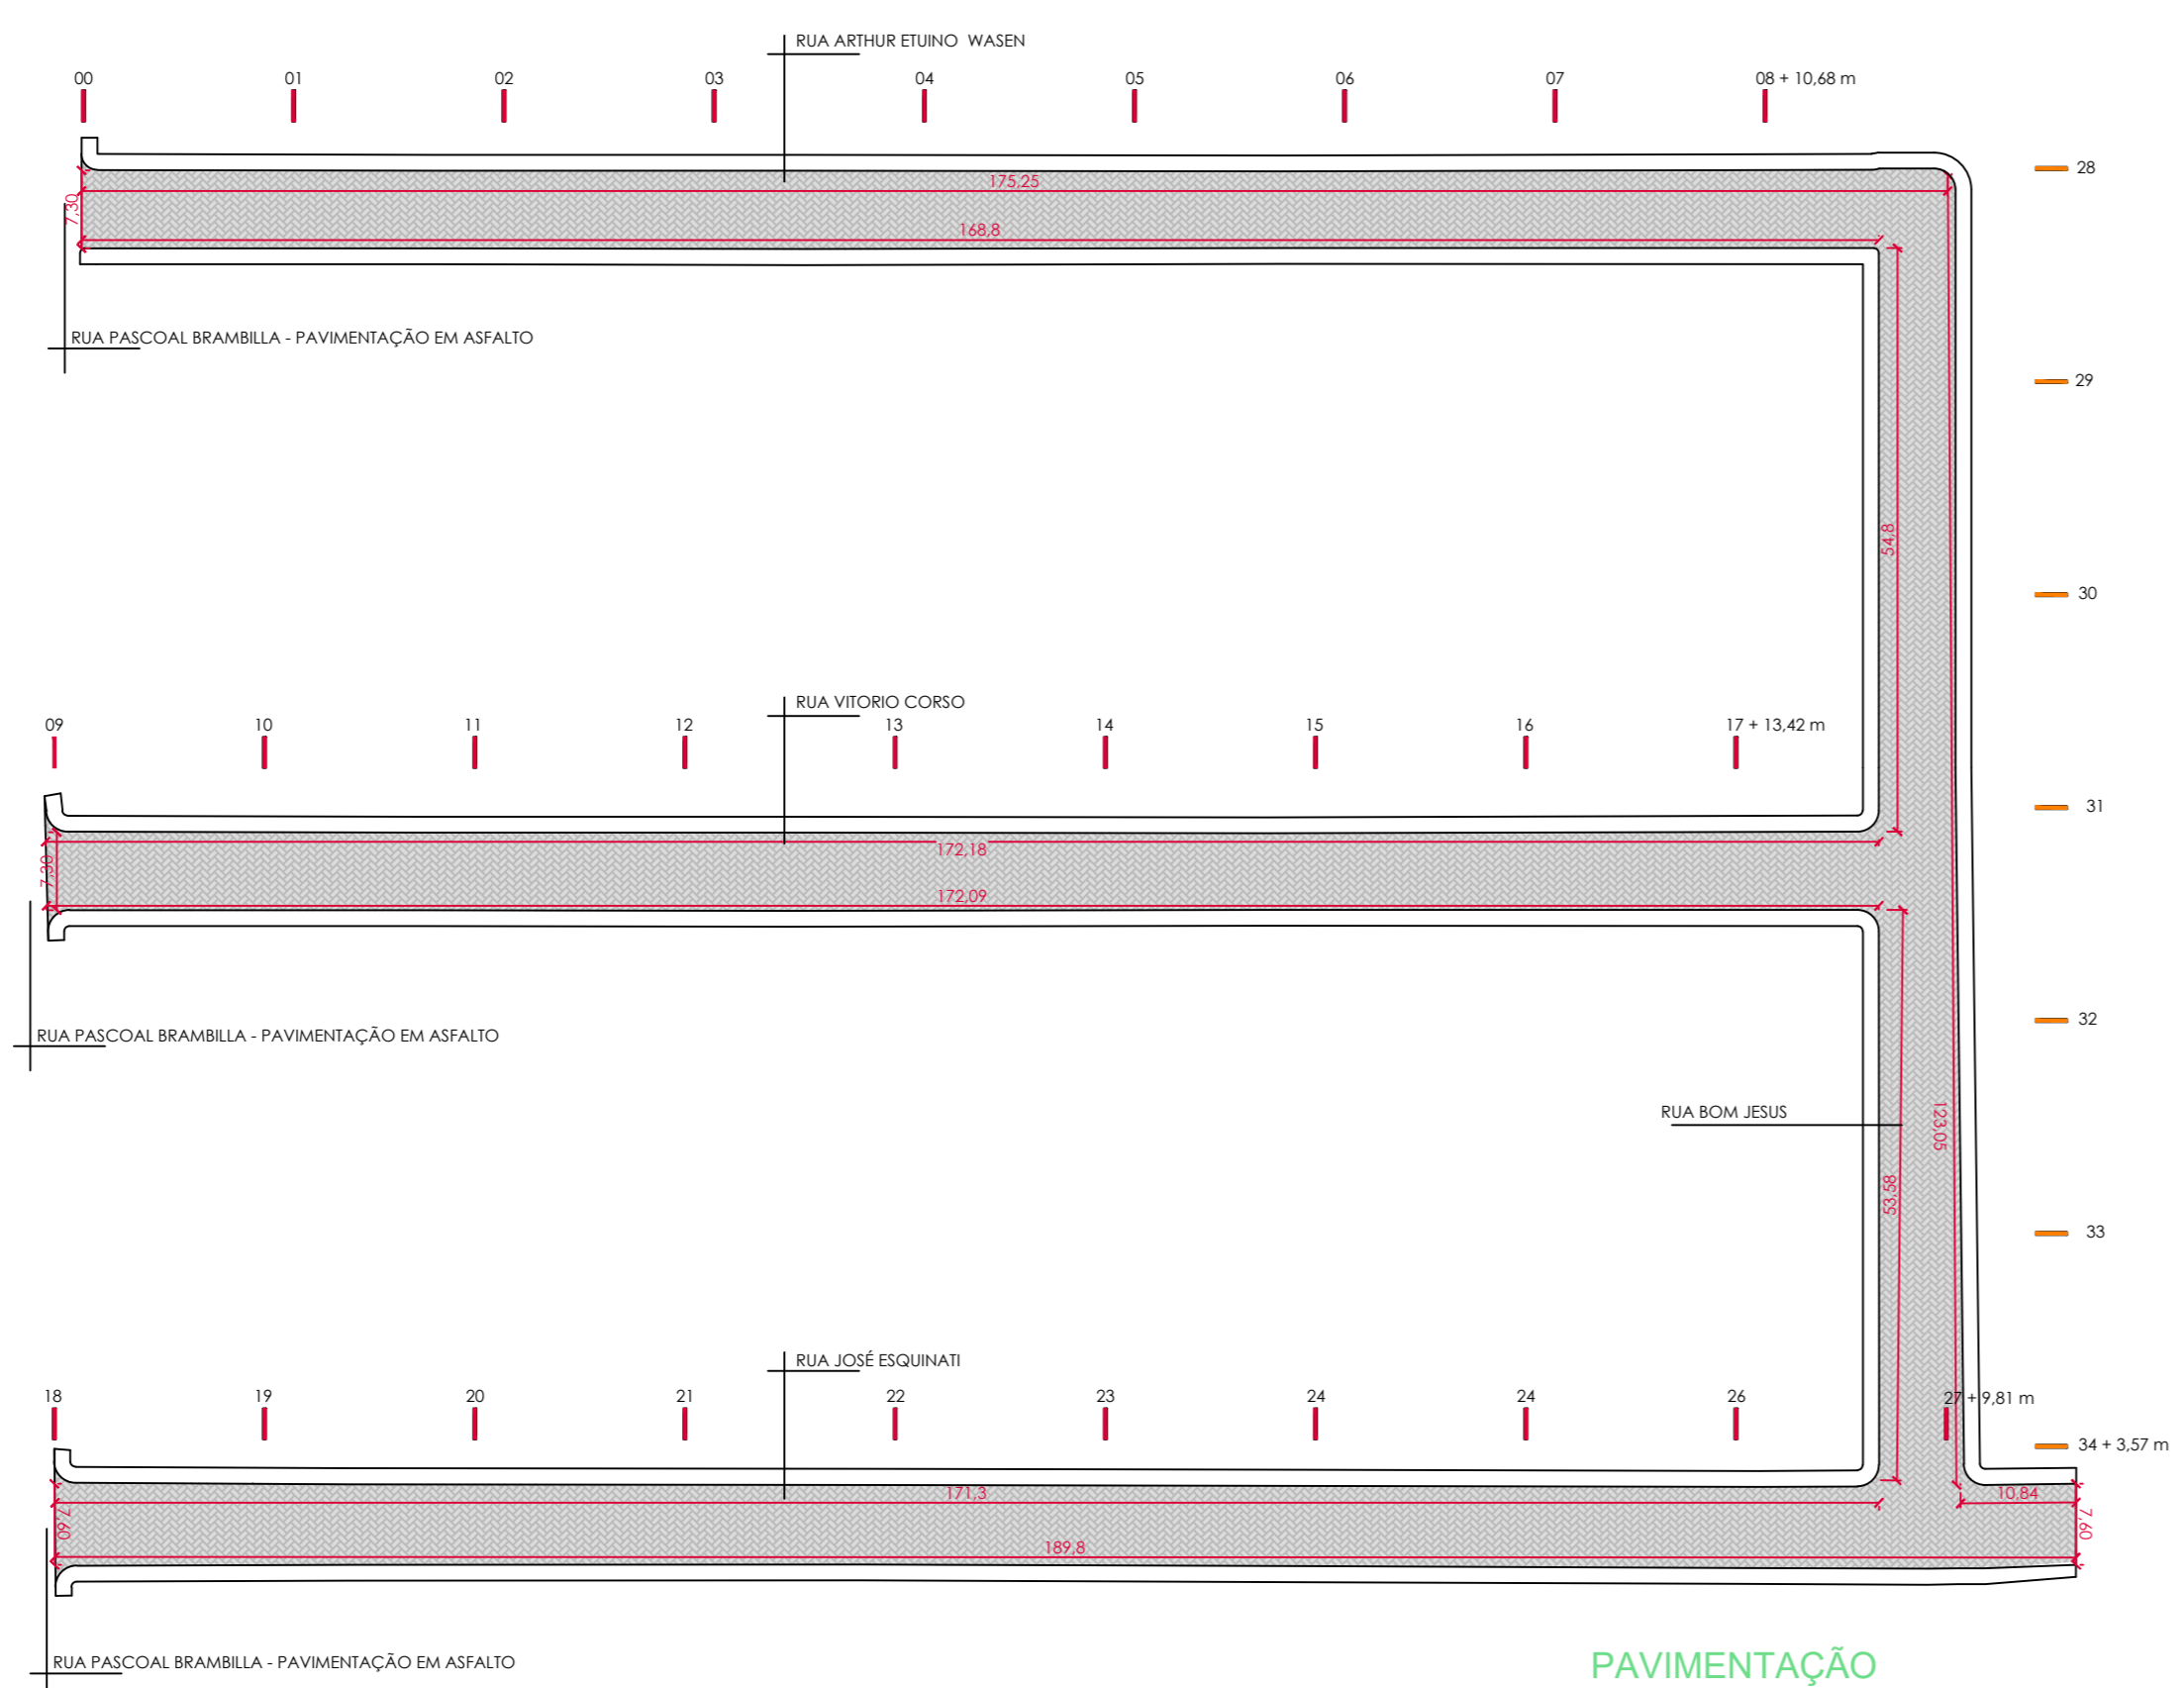 RUA ARTHUR ETUINO  WASEN
00 01 02 03 04 05 06 07 08 + 10,68 m
28
175,25
7,30
168,8
RUA PASCOAL BRAMBILLA - PAVIMENTAÇÃO EM ASFALTO
29
54,8
30
RUA VITORIO CORSO
09 10 11 12 13 14 15 16 17 + 13,42 m
31
172,18
7,30
172,09
RUA PASCOAL BRAMBILLA - PAVIMENTAÇÃO EM ASFALTO
32
RUA BOM JESUS
123,05
53,58
33
RUA JOSÉ ESQUINATI
18 19 20 21 22 23 24 24 26 27 + 9,81 m
34 + 3,57 m
171,3
10,84
7,60
7,60
189,8
RUA PASCOAL BRAMBILLA - PAVIMENTAÇÃO EM ASFALTO
PAVIMENTAÇÃO